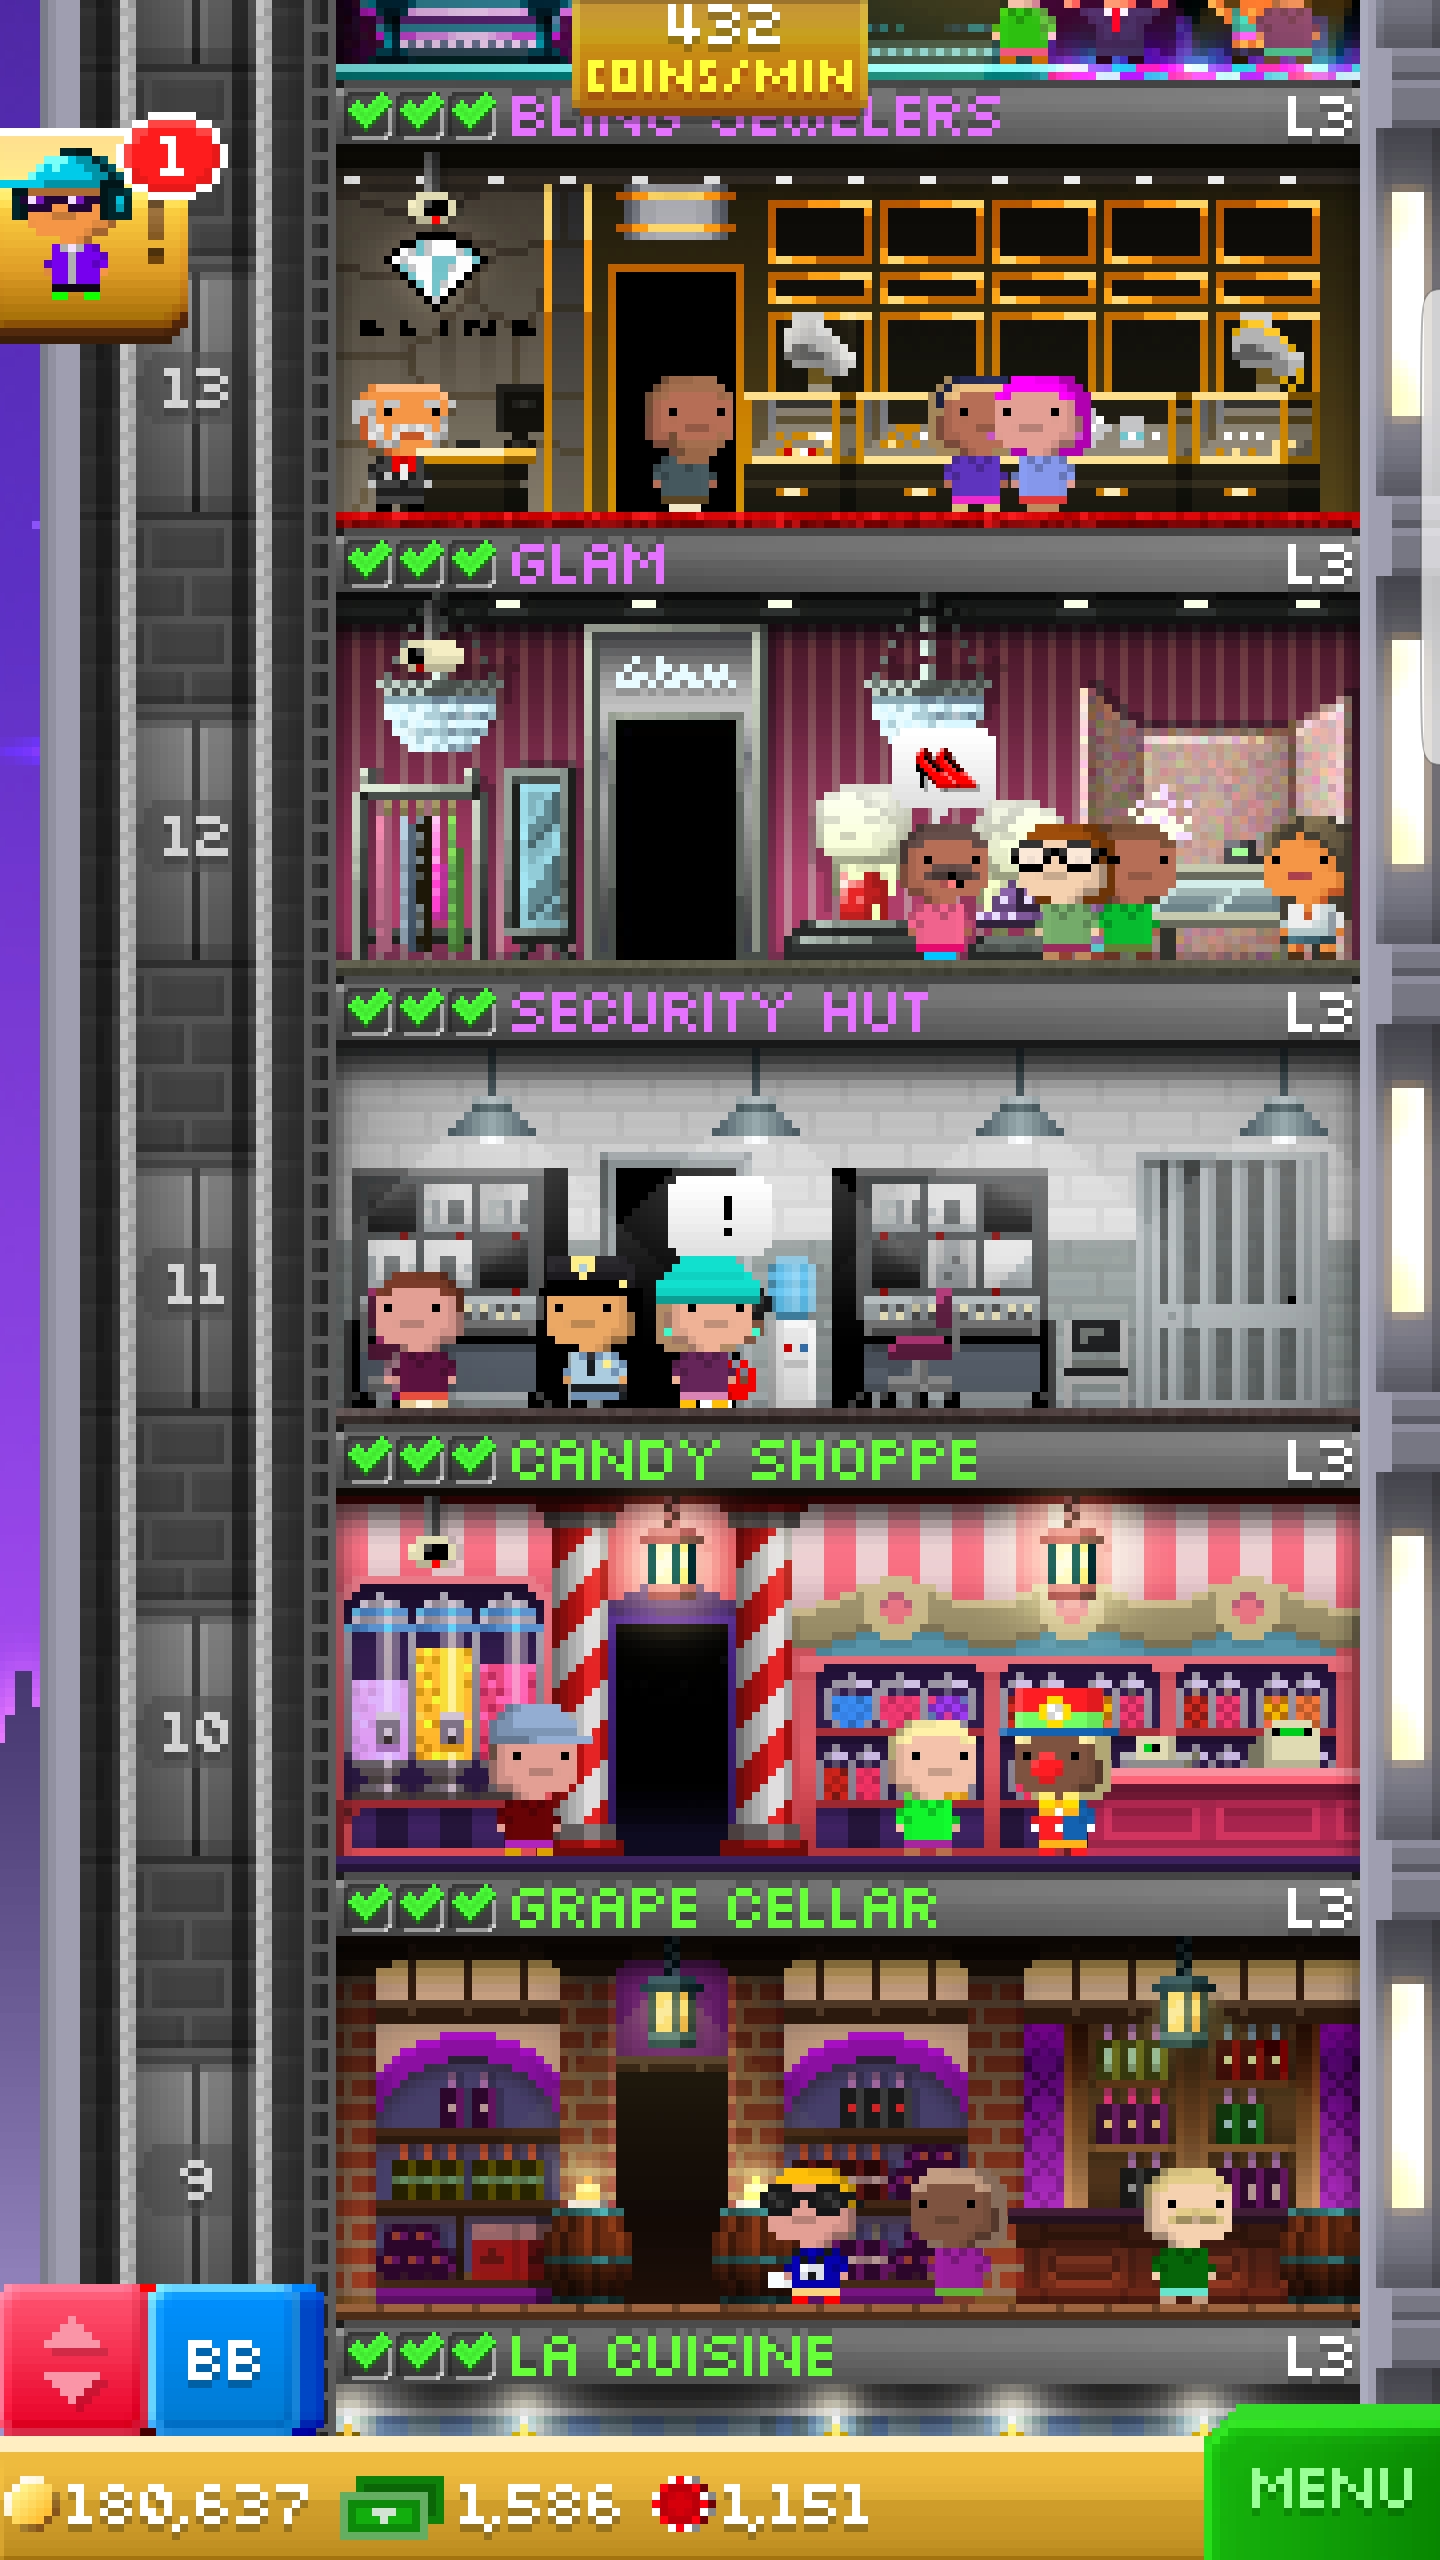 432
COINS/MIN
BLING JEWELERS L3
1
!
BLING
13
GLAM L3
Glam
12
SECURITY HUT L3
!
11
CANDY SHOPPE L3
10
GRAPE CELLAR L3
9
LA CUISINE L3
BB
180,637 1,586 1,151
MENU